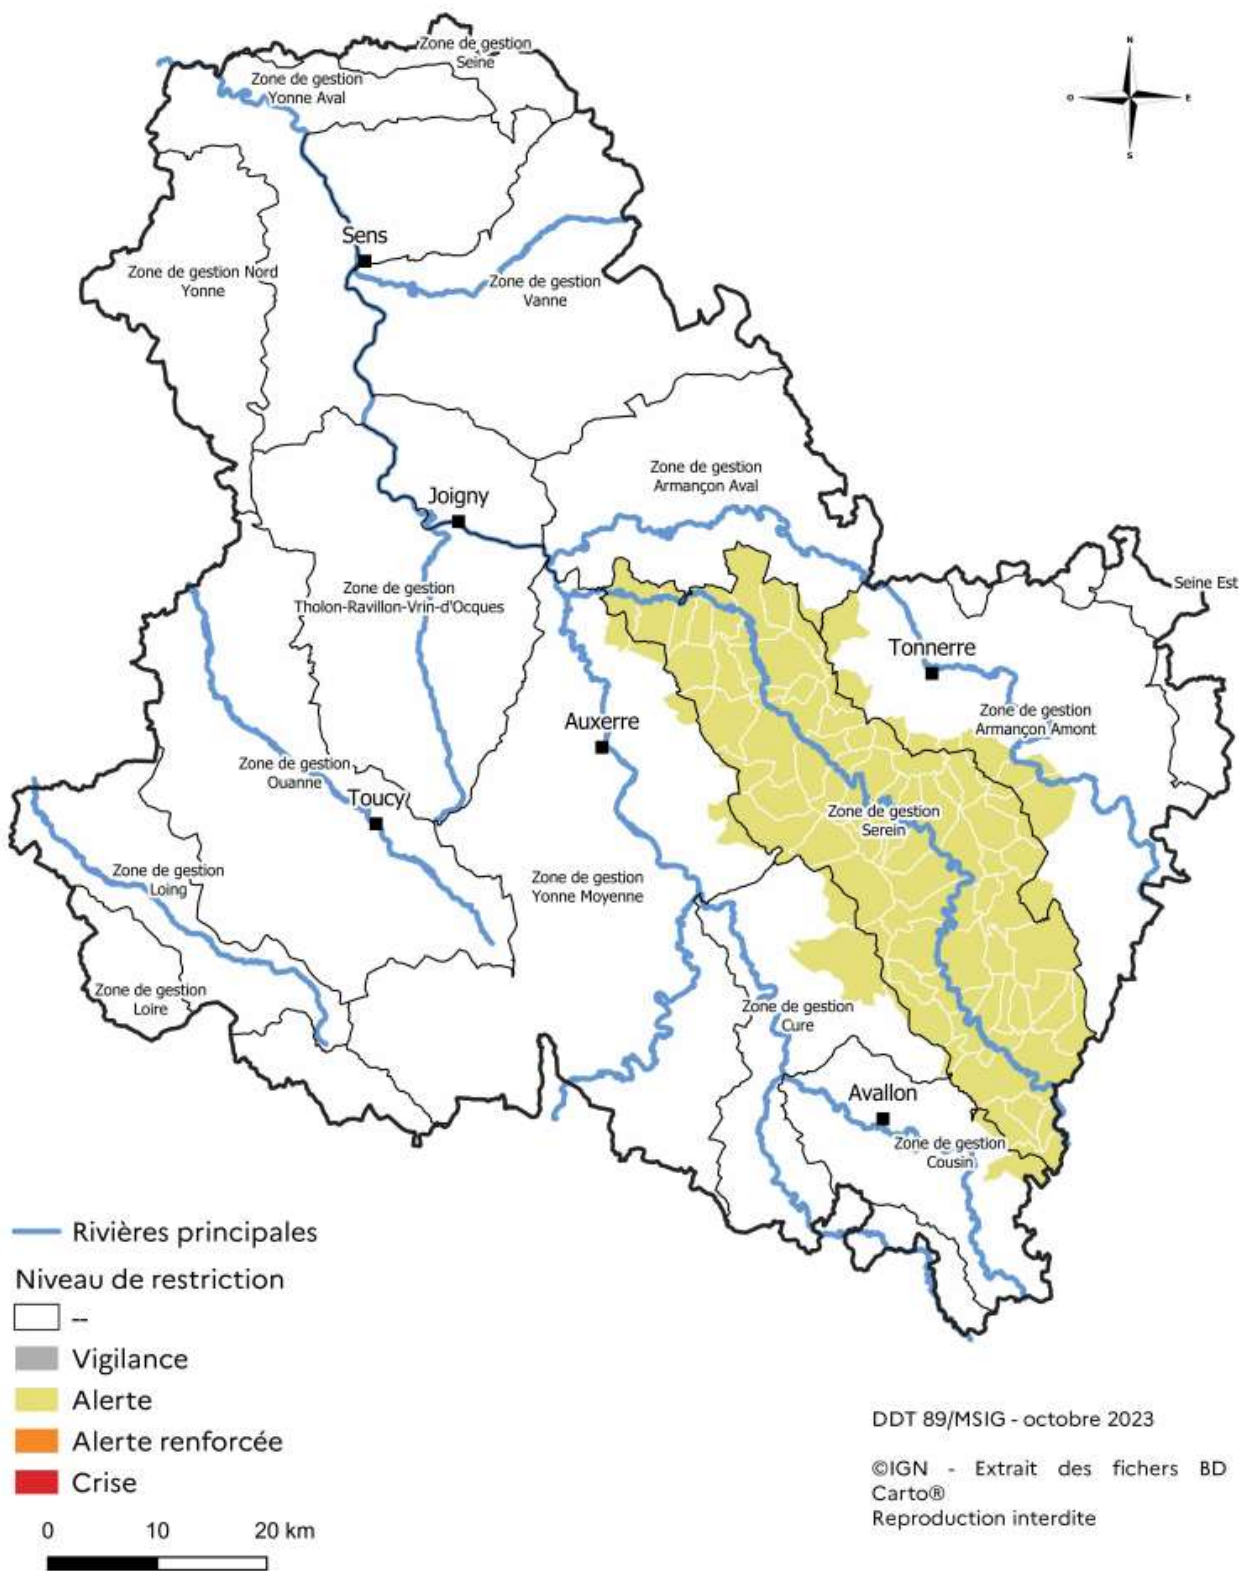 Zone de gestion
Seine
N
O
E
S
Zone de gestion
Yonne Aval
Sens
Zone de gestion Nord
Yonne
Zone de gestion
Vanne
Zone de gestion
Armançon Aval
Joigny
Zone de gestion
Tholon-Ravillon-Vrin-d'Ocques
Seine Est
Tonnerre
Auxerre
Zone de gestion
Armançon Amont
Zone de gestion
Ouanne
Toucy
Zone de gestion
Serein
Zone de gestion
Loing
Zone de gestion
Yonne Moyenne
Zone de gestion
Loire
Zone de gestion
Cure
Avallon
Zone de gestion
Cousin
Rivières principales
Niveau de restriction
--
Vigilance
Alerte
Alerte renforcée
Crise
0 10 20 km
DDT 89/MSIG - octobre 2023
©IGN - Extrait des fichers BD
Carto®
Reproduction interdite